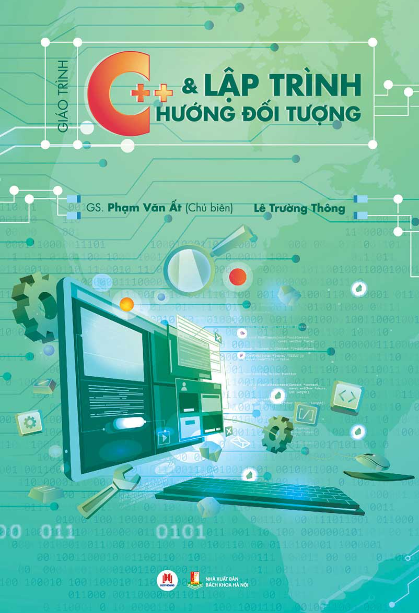 GIÁO TRÌNH
C++ & LẬP TRÌNH
HƯỚNG ĐỐI TƯỢNG
GS. Phạm Văn Ất (Chủ biên) Lê Trường Thông
00 011 0101
NHÀ XUẤT BẢN
BÁCH KHOA HÀ NỘI